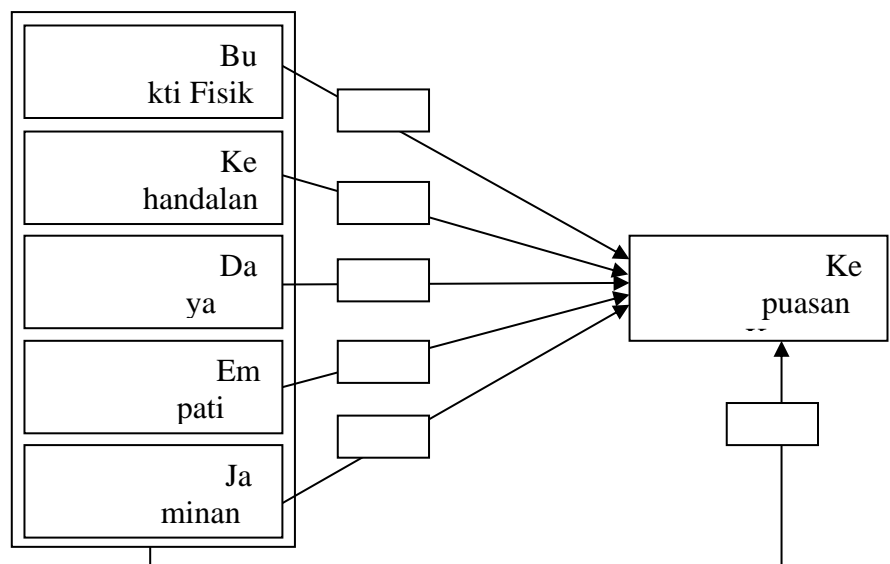 Bu
kti Fisik
Ke
handalan
Da
ya
Em
pati
Ja
minan
Ke
puasan